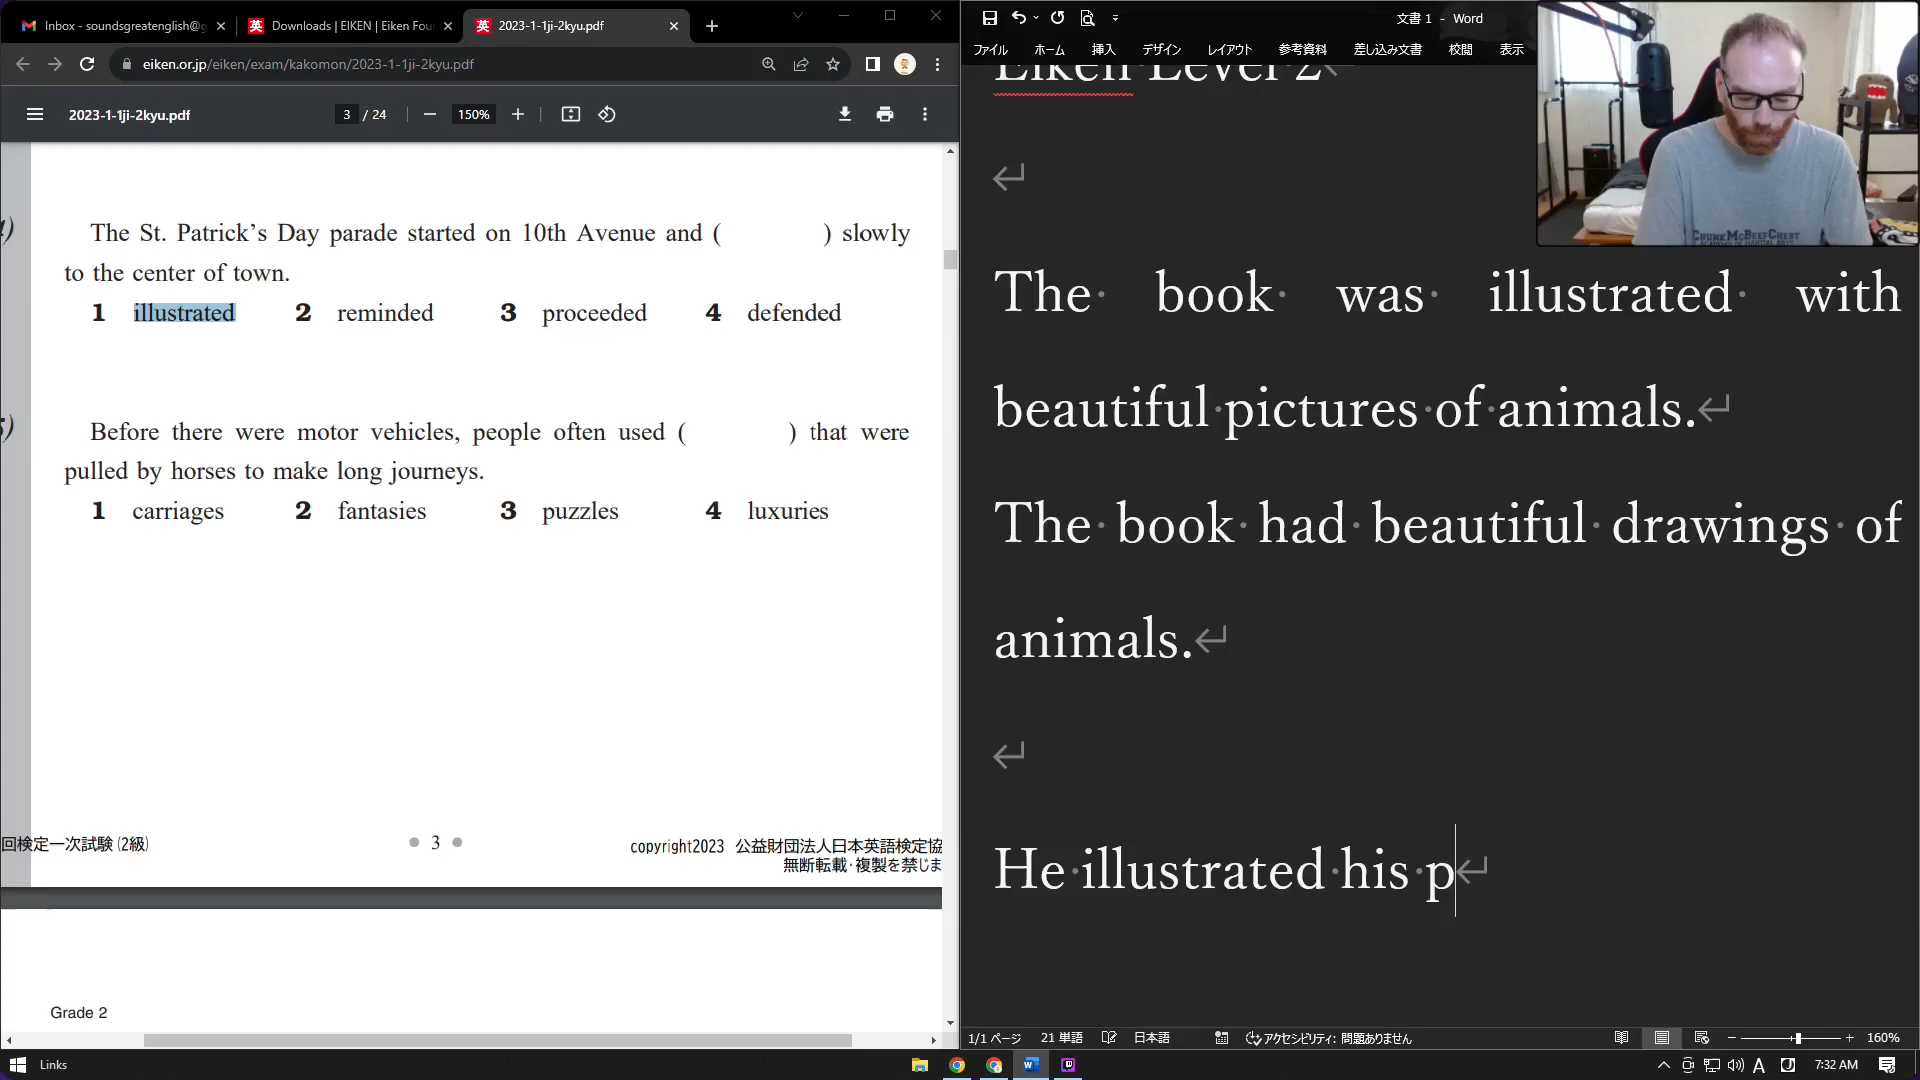 Inbox - soundsgreatenglish@g
Downloads | EIKEN | Eiken Four
2023-1-1ji-2kyu.pdf
eiken.or.jp/eiken/exam/kakomon/2023-1-1ji-2kyu.pdf
2023-1-1ji-2kyu.pdf
3 / 24
150%
The St. Patrick's Day parade started on 10th Avenue and ( ) slowly
to the center of town.
1 illustrated 2 reminded 3 proceeded 4 defended
Before there were motor vehicles, people often used ( ) that were
pulled by horses to make long journeys.
1 carriages 2 fantasies 3 puzzles 4 luxuries
回検定一次試験(2級)
3
copyright2023 公益財団法人日本英語検定協
無断転載・複製を禁じま
Grade 2
文書 1 - Word
ファイル ホーム 挿入 デザイン レイアウト 参考資料 差し込み文書 校閲 表示
Eiken Level 2
The book was illustrated with
beautiful pictures of animals.
The book had beautiful drawings of
animals.
He illustrated his p
CHUNKMCBEEFCHEST
ACADEMY OF MARTIAL ARTS
1/1 ページ 21 単語 日本語 アクセシビリティ: 問題ありません 160%
Links
A
7:32 AM